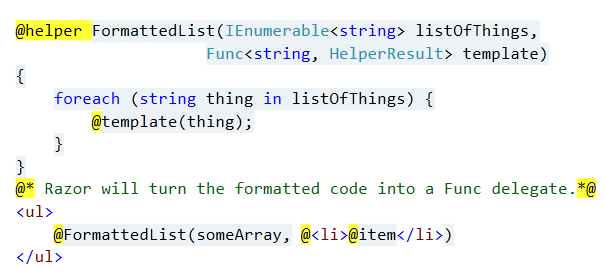 @helper FormattedList(IEnumerable<string> listOfThings,
Func<string, HelperResult> template)
{
foreach (string thing in listOfThings) {
@template(thing);
}
}
@* Razor will turn the formatted code into a Func delegate.*@
<ul>
@FormattedList(someArray, @<li>@item</li>)
</ul>